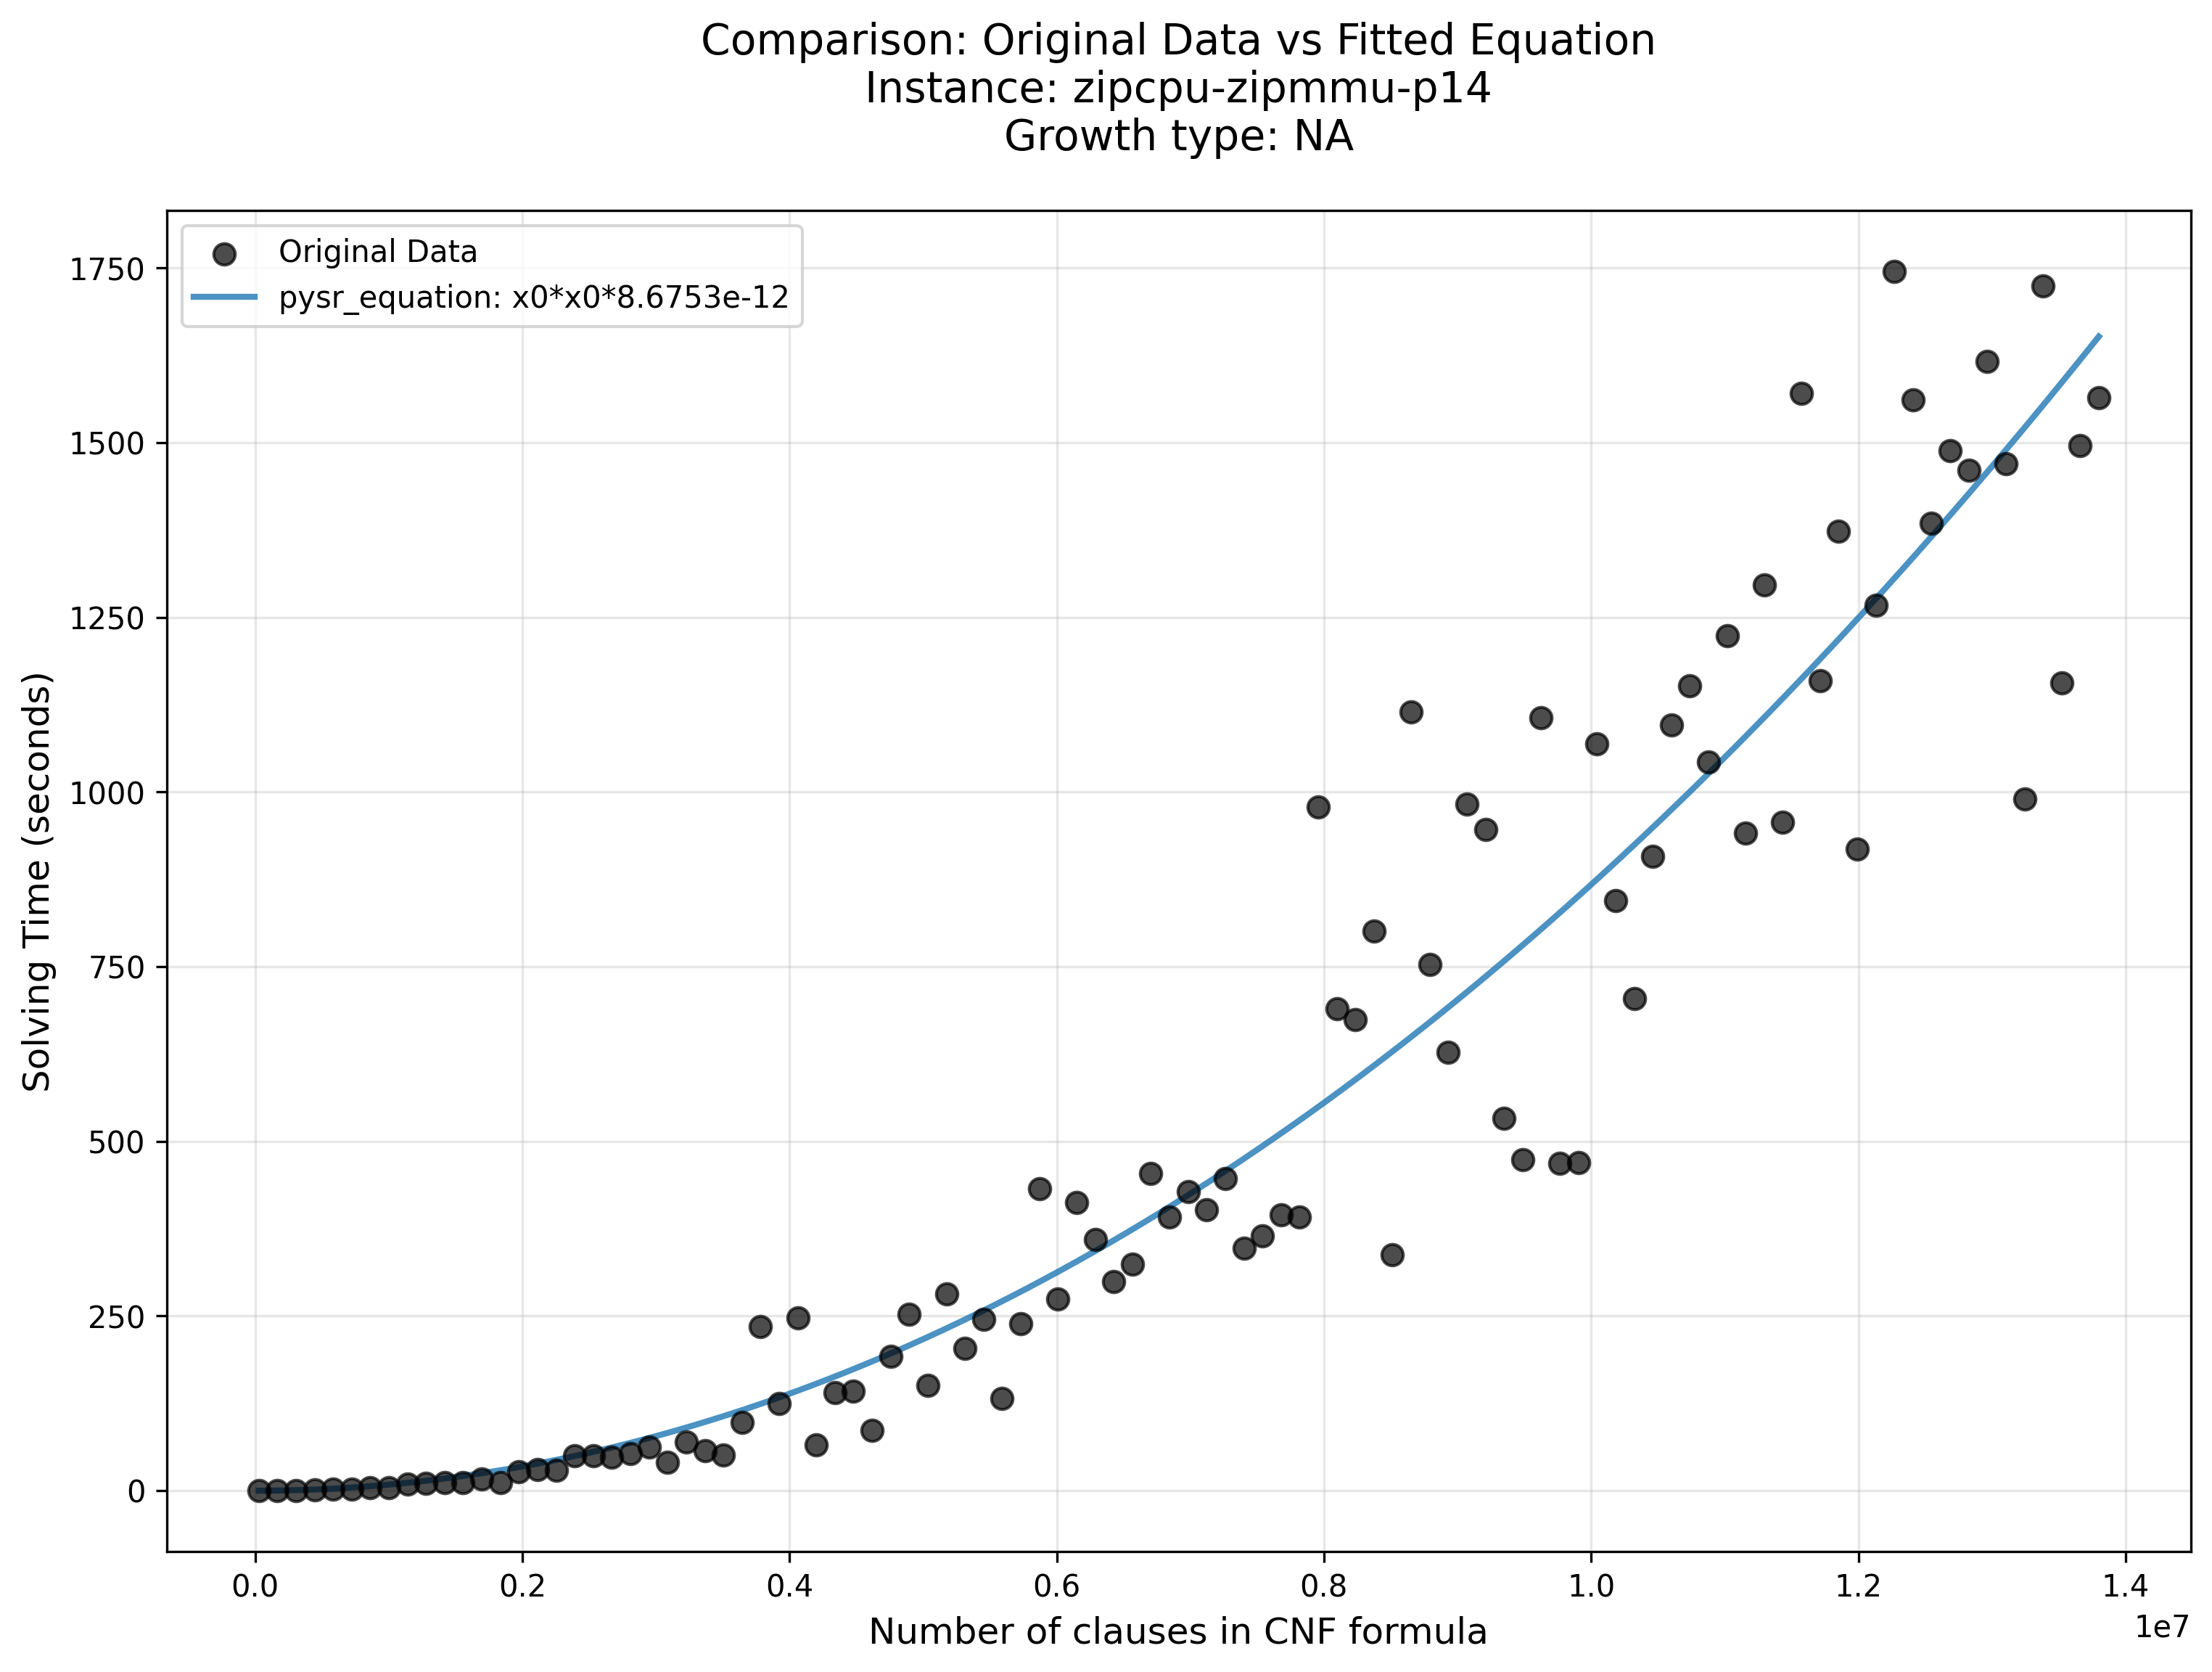 Comparison: Original Data vs Fitted Equation
Instance: zipcpu-zipmmu-p14
Growth type: NA
Original Data
pysr_equation: x0*x0*8.6753e-12
1750
1500
1250
1000
750
500
250
0
Solving Time (seconds)
0.0 0.2 0.4 0.6 0.8 1.0 1.2 1.4
1e7
Number of clauses in CNF formula